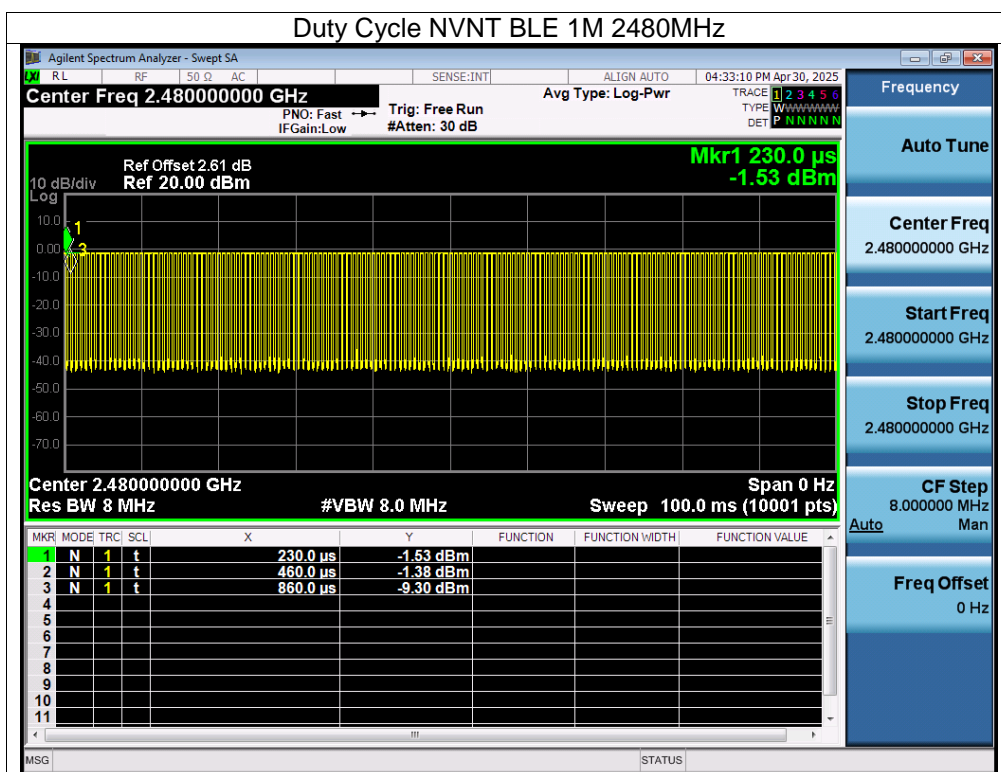 Duty Cycle NVNT BLE 1M 2480MHz
Agilent Spectrum Analyzer - Swept SA
LXI RL RF 50 Ω AC SENSE:INT ALIGN AUTO 04:33:10 PM Apr 30, 2025
Center Freq 2.480000000 GHz Avg Type: Log-Pwr TRACE 1 2 3 4 5 6
PNO: Fast Trig: Free Run TYPE WWWWWW
IFGain:Low #Atten: 30 dB DET P N N N N N
Frequency
Auto Tune
Mkr1 230.0 µs
Ref Offset 2.61 dB
10 dB/div Ref 20.00 dBm -1.53 dBm
Log
10.0
1
0.00
3
-10.0
-20.0
-30.0
-40.0
-50.0
-60.0
-70.0
Center 2.480000000 GHz Span 0 Hz
Res BW 8 MHz #VBW 8.0 MHz Sweep 100.0 ms (10001 pts)
Center Freq
2.480000000 GHz
Start Freq
2.480000000 GHz
Stop Freq
2.480000000 GHz
CF Step
8.000000 MHz
Auto Man
Freq Offset
0 Hz
MKR MODE TRC SCL X Y FUNCTION FUNCTION WIDTH FUNCTION VALUE
1 N 1 t 230.0 µs -1.53 dBm
2 N 1 t 460.0 µs -1.38 dBm
3 N 1 t 860.0 µs -9.30 dBm
4
5
6
7
8
9
10
11
MSG STATUS